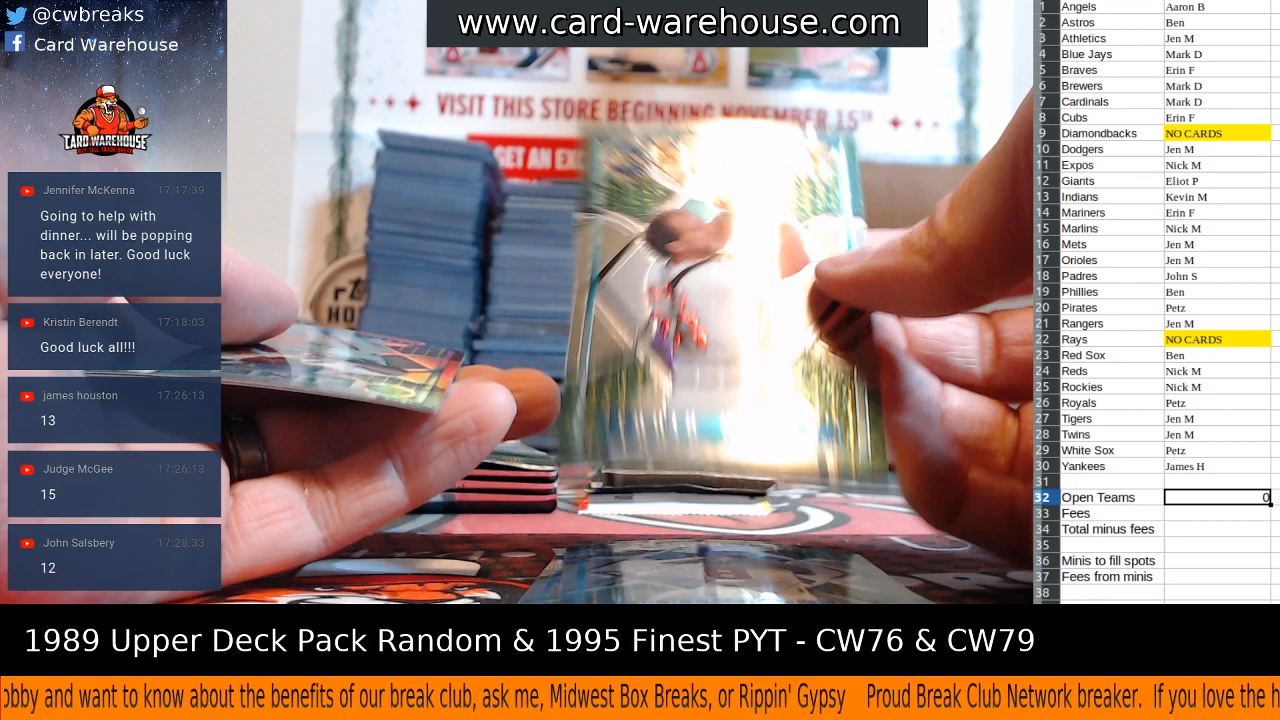 @cwbreaks
Card Warehouse
CARD WAREHOUSE
www.card-warehouse.com
VISIT THIS STORE BEGINNING NOVEMBER 15TH
GET AN EXC
Jennifer McKenna 17:17:39
Going to help with
dinner... will be popping
back in later. Good luck
everyone!
Kristin Berendt 17:18:03
Good luck all!!!
james houston 17:26:13
13
Judge McGee 17:26:13
15
John Salsbery 17:28:33
12
1 Angels Aaron B
2 Astros Ben
3 Athletics Jen M
4 Blue Jays Mark D
5 Braves Erin F
6 Brewers Mark D
7 Cardinals Mark D
8 Cubs Erin F
9 Diamondbacks NO CARDS
10 Dodgers Jen M
11 Expos Nick M
12 Giants Eliot P
13 Indians Kevin M
14 Mariners Erin F
15 Marlins Nick M
16 Mets Jen M
17 Orioles Jen M
18 Padres John S
19 Phillies Ben
20 Pirates Petz
21 Rangers Jen M
22 Rays NO CARDS
23 Red Sox Ben
24 Reds Nick M
25 Rockies Nick M
26 Royals Petz
27 Tigers Jen M
28 Twins Jen M
29 White Sox Petz
30 Yankees James H
31
32 Open Teams 0
33 Fees
34 Total minus fees
35
36 Minis to fill spots
37 Fees from minis
38
1989 Upper Deck Pack Random & 1995 Finest PYT - CW76 & CW79
obby and want to know about the benefits of our break club, ask me, Midwest Box Breaks, or Rippin' Gypsy Proud Break Club Network breaker. If you love the h